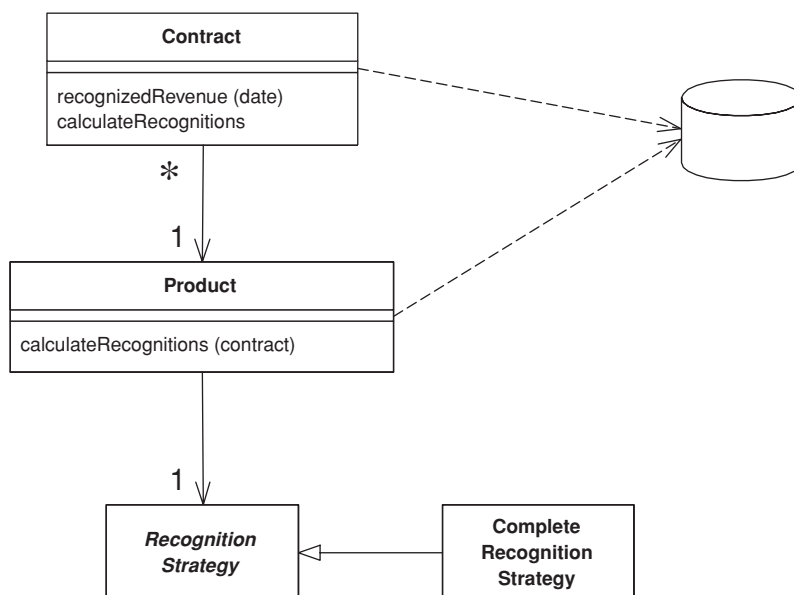 Contract
recognizedRevenue (date)
calculateRecognitions
*
1
Product
calculateRecognitions (contract)
1
Recognition
Strategy
Complete
Recognition
Strategy